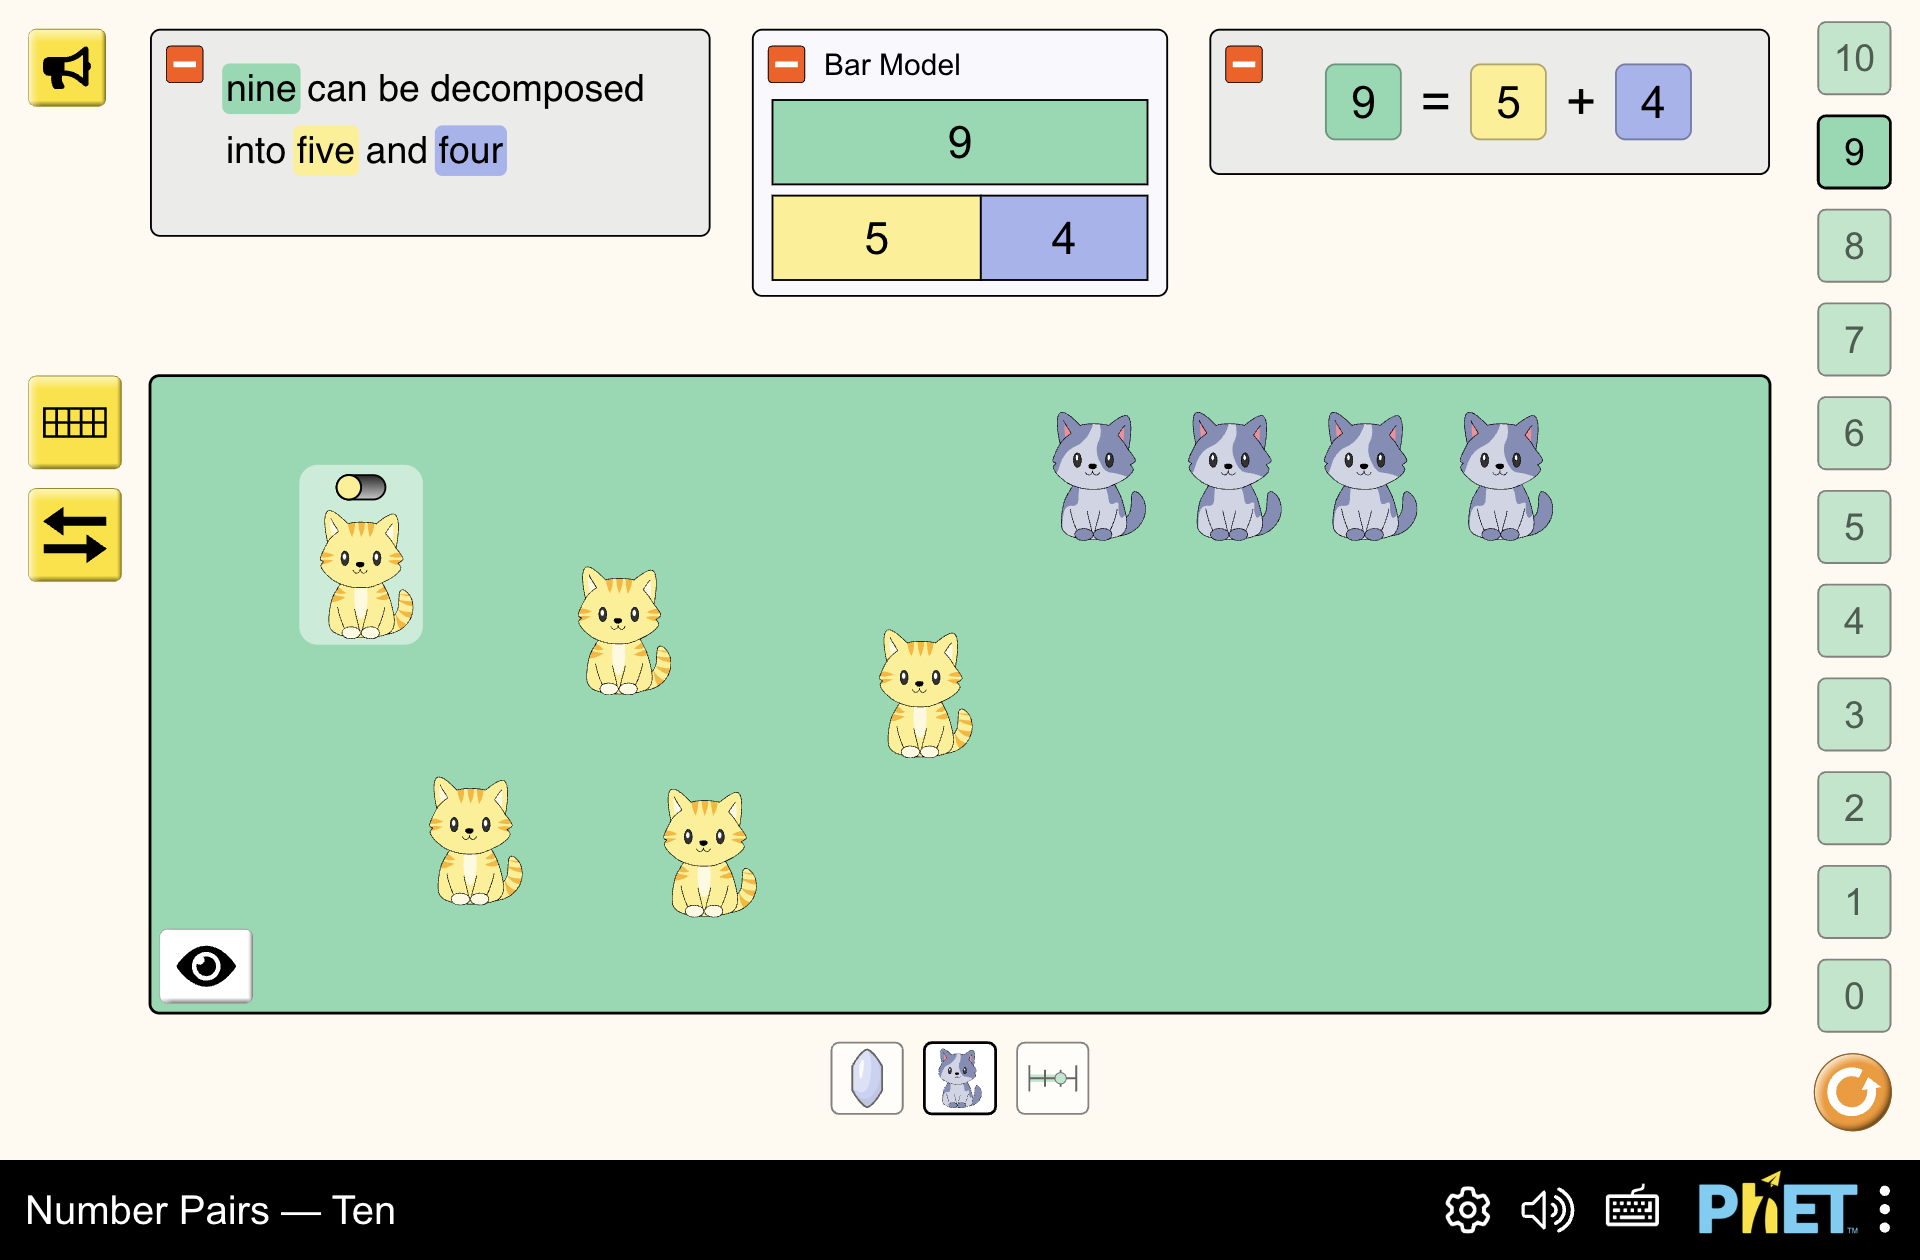 nine can be decomposed
into five and four
Bar Model
9
5 4
9 = 5 + 4
10
9
8
7
6
5
4
3
2
1
0
Number Pairs — Ten
PhET™